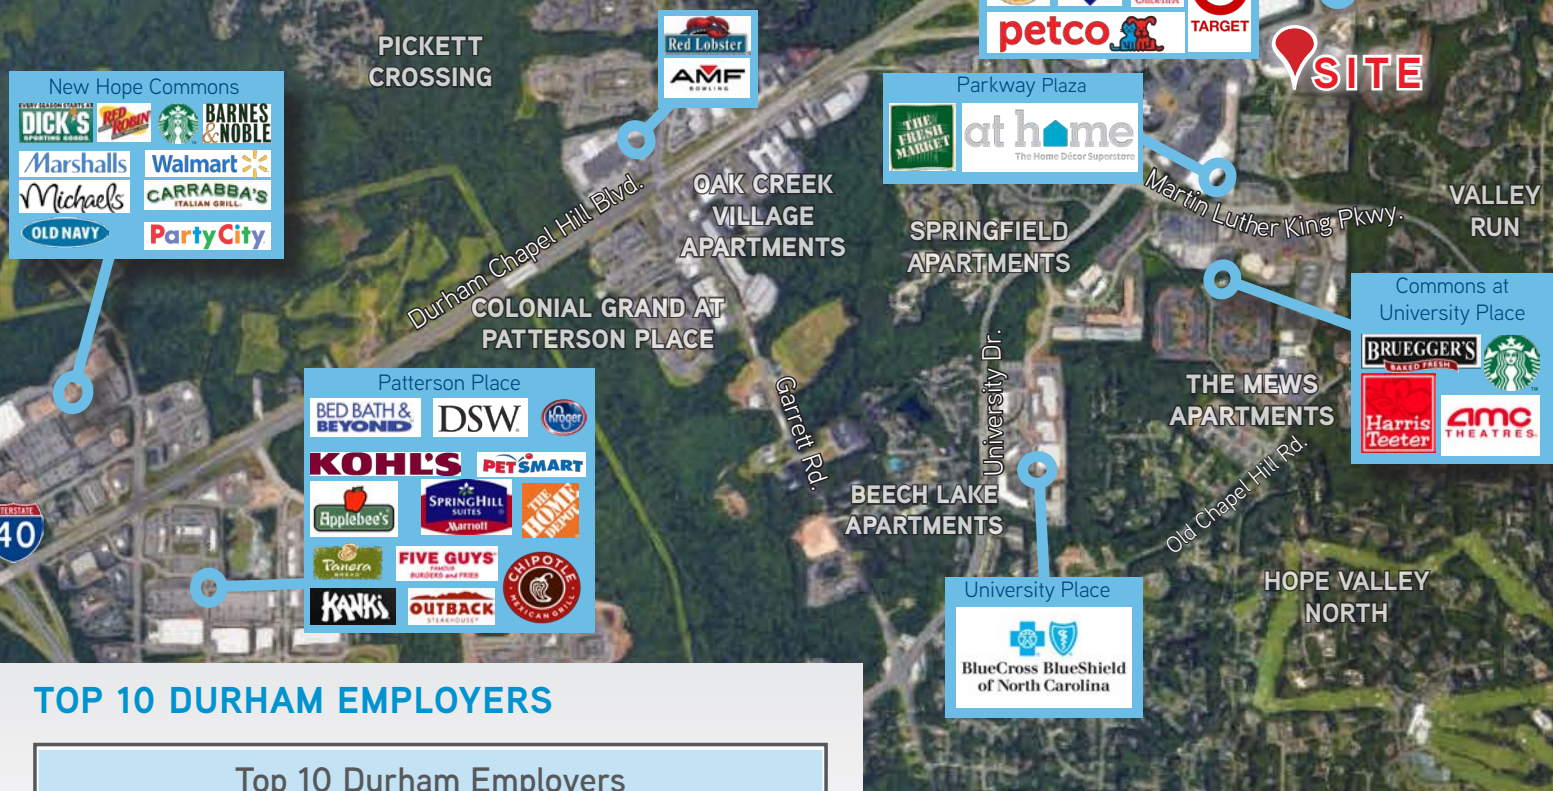 PICKETT
CROSSING
Red Lobster
AMF
BOWLING
petco
TARGET
SITE
New Hope Commons
EVERY SEASON STARTS AT
DICK'S
SPORTING GOODS
RED ROBIN
BARNES
&NOBLE
Marshalls
Walmart
Michaels
CARRABBA'S
ITALIAN GRILL
OLD NAVY
Party City
Parkway Plaza
THE
FRESH
MARKET
at home
The Home Décor Superstore
Martin Luther King Pkwy.
VALLEY
RUN
OAK CREEK
VILLAGE
APARTMENTS
SPRINGFIELD
APARTMENTS
Durham Chapel Hill Blvd.
COLONIAL GRAND AT
PATTERSON PLACE
Commons at
University Place
BRUEGGER'S
BAKED FRESH
Harris
Teeter
amc
THEATRES
THE MEWS
APARTMENTS
University Dr.
Garrett Rd.
Old Chapel Hill Rd.
Patterson Place
BED BATH &
BEYOND
DSW
Kroger
KOHL'S
PETSMART
Applebee's
SPRINGHILL
SUITES
Marriott
THE
HOME
DEPOT
Panera
BREAD
FIVE GUYS
FAMOUS
BURGERS and FRIES
CHIPOTLE
MEXICAN GRILL
KANKi
OUTBACK
STEAKHOUSE
40
BEECH LAKE
APARTMENTS
HOPE VALLEY
NORTH
University Place
BlueCross BlueShield
of North Carolina
TOP 10 DURHAM EMPLOYERS
Top 10 Durham Employers